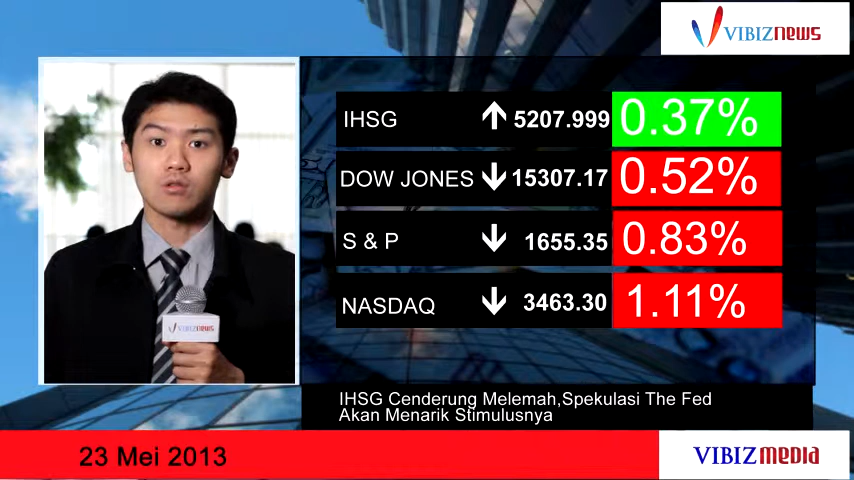 VIBIZNEWS
IHSG 5207.999 0.37%
DOW JONES 15307.17 0.52%
S & P 1655.35 0.83%
NASDAQ 3463.30 1.11%
VIBIZNEWS
IHSG Cenderung Melemah,Spekulasi The Fed
Akan Menarik Stimulusnya
23 Mei 2013
VIBIZMEDIA